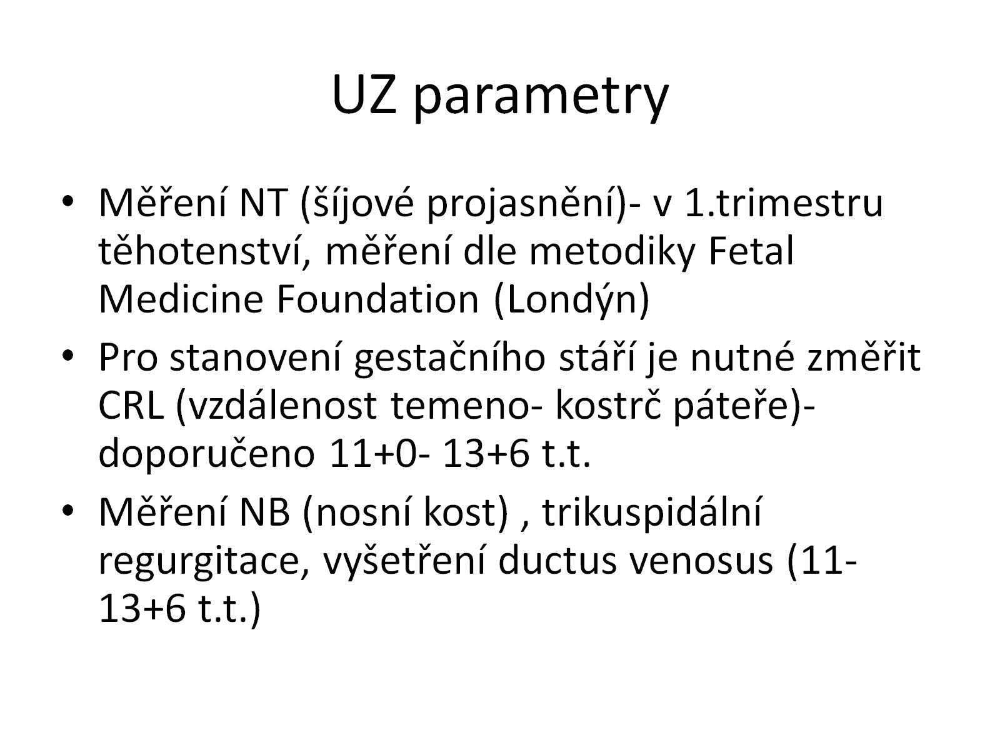 UZ parametry
• Měření NT (šíjové projasnění)- v 1.trimestru
těhotenství, měření dle metodiky Fetal
Medicine Foundation (Londýn)
• Pro stanovení gestačního stáří je nutné změřit
CRL (vzdálenost temeno- kostrč páteře)-
doporučeno 11+0- 13+6 t.t.
• Měření NB (nosní kost) , trikuspidální
regurgitace, vyšetření ductus venosus (11-
13+6 t.t.)